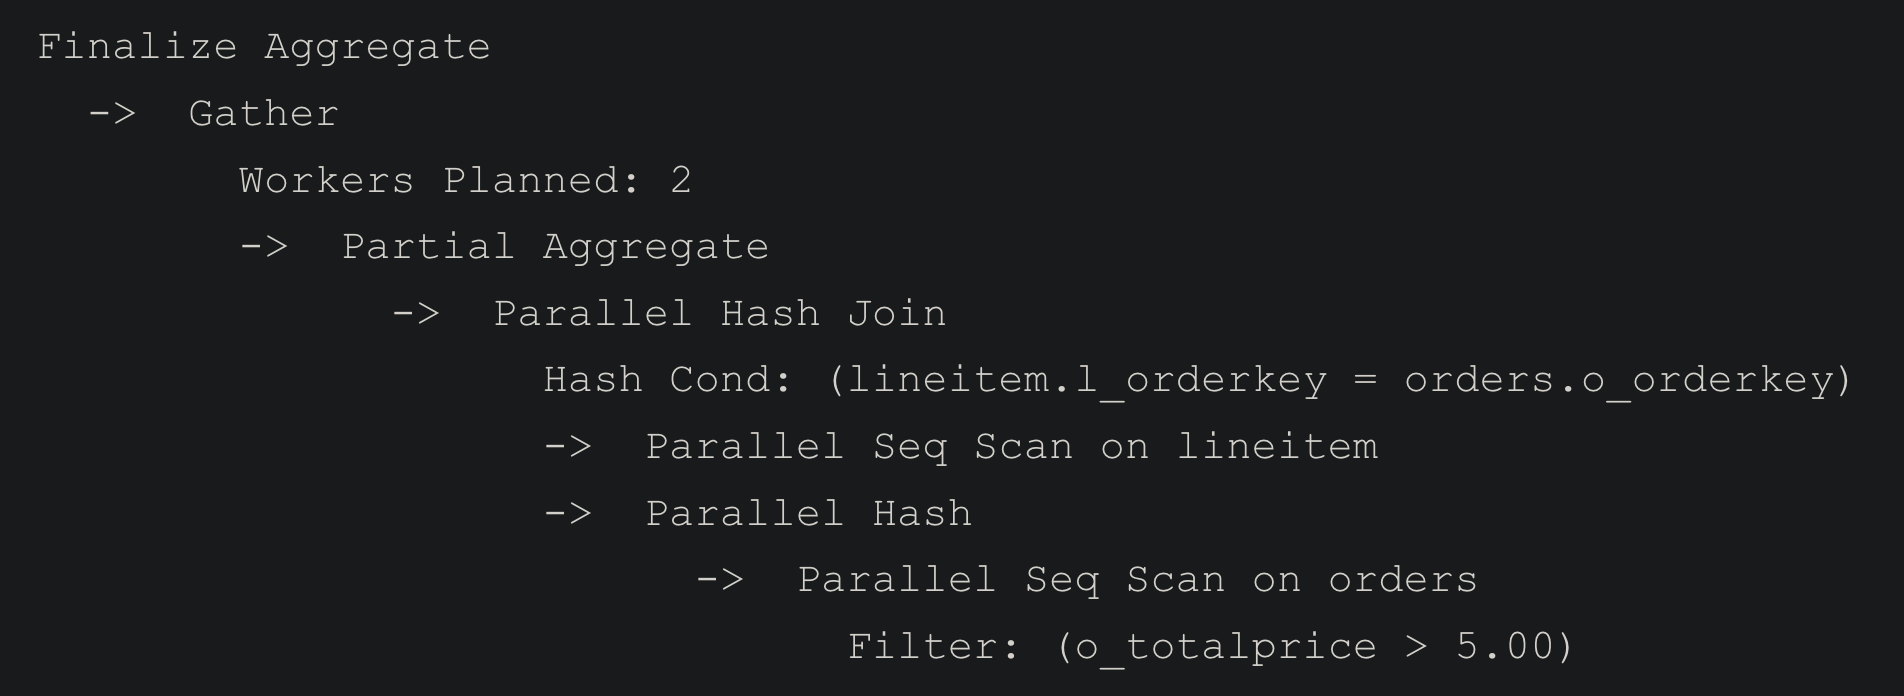 Finalize Aggregate
  ->  Gather
        Workers Planned: 2
        ->  Partial Aggregate
              ->  Parallel Hash Join
                    Hash Cond: (lineitem.l_orderkey = orders.o_orderkey)
                    ->  Parallel Seq Scan on lineitem
                    ->  Parallel Hash
                          ->  Parallel Seq Scan on orders
                                Filter: (o_totalprice > 5.00)